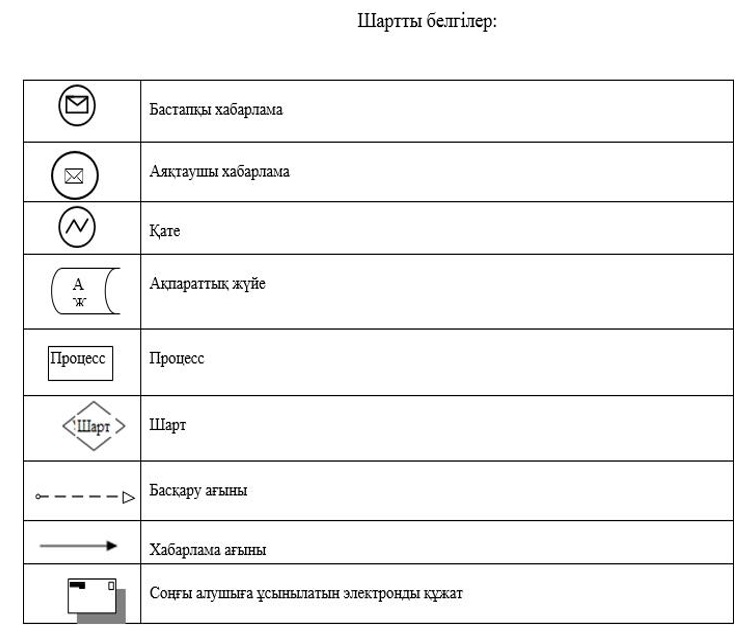 Шартты белгілер:
Бастапқы хабарлама
Аяқтаушы хабарлама
Қате
А
ж
Ақпараттық жүйе
Процесс
Процесс
Шарт
Шарт
Басқару ағыны
Хабарлама ағыны
Соңғы алушыға ұсынылатын электронды құжат